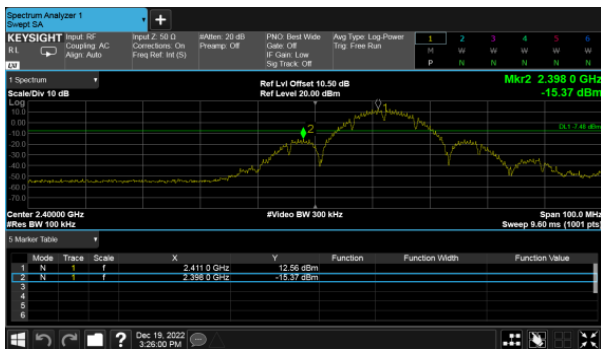 Spectrum Analyzer 1
Swept SA
+
KEYSIGHT Input: RF Input Z: 50 Ω #Atten: 20 dB PNO: Best Wide Avg Type: Log-Power 1 2 3 4 5 6
RL Coupling: AC Corrections: On Preamp: Off Gate: Off Trig: Free Run M W W W W W
Align: Auto Freq Ref: Int (S) IF Gain: Low
Sig Track: Off P N N N N N
LXI
1 Spectrum
Mkr2 2.398 0 GHz
Ref Lvl Offset 10.50 dB
Scale/Div 10 dB Ref Level 20.00 dBm -15.37 dBm
Log
10.0
0.00
-10.0
-20.0
-30.0
-40.0
-50.0
-60.0
-70.0
1
2
DL1 -7.46 dBm
Center 2.40000 GHz #Video BW 300 kHz Span 100.0 MHz
#Res BW 100 kHz Sweep 9.60 ms (1001 pts)
5 Marker Table
Mode Trace Scale X Y Function Function Width Function Value
1 N 1 f 2.411 0 GHz 12.56 dBm
2 N 1 f 2.398 0 GHz -15.37 dBm
3
4
5
6
? Dec 19, 2022
3:26:00 PM